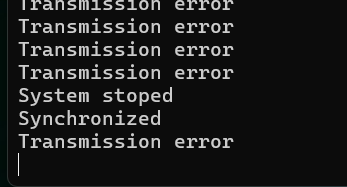 Transmission error
Transmission error
Transmission error
Transmission error
System stoped
Synchronized
Transmission error